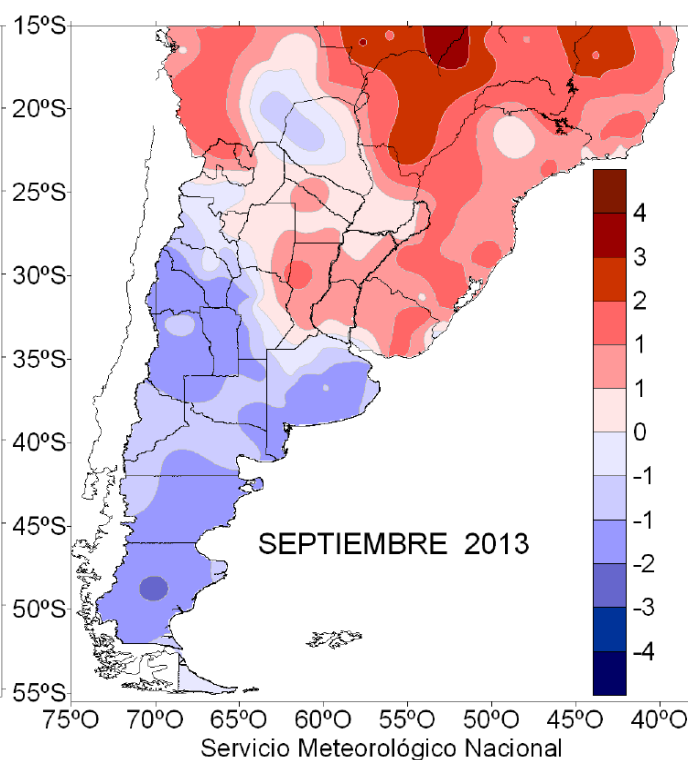 15ºS
20ºS
25ºS
30ºS
35ºS
40ºS
45ºS
50ºS
55ºS
75ºO 70ºO 65ºO 60ºO 55ºO 50ºO 45ºO 40ºO
4
3
2
1
1
0
-1
-1
-2
-3
-4
SEPTIEMBRE 2013
Servicio Meteorológico Nacional